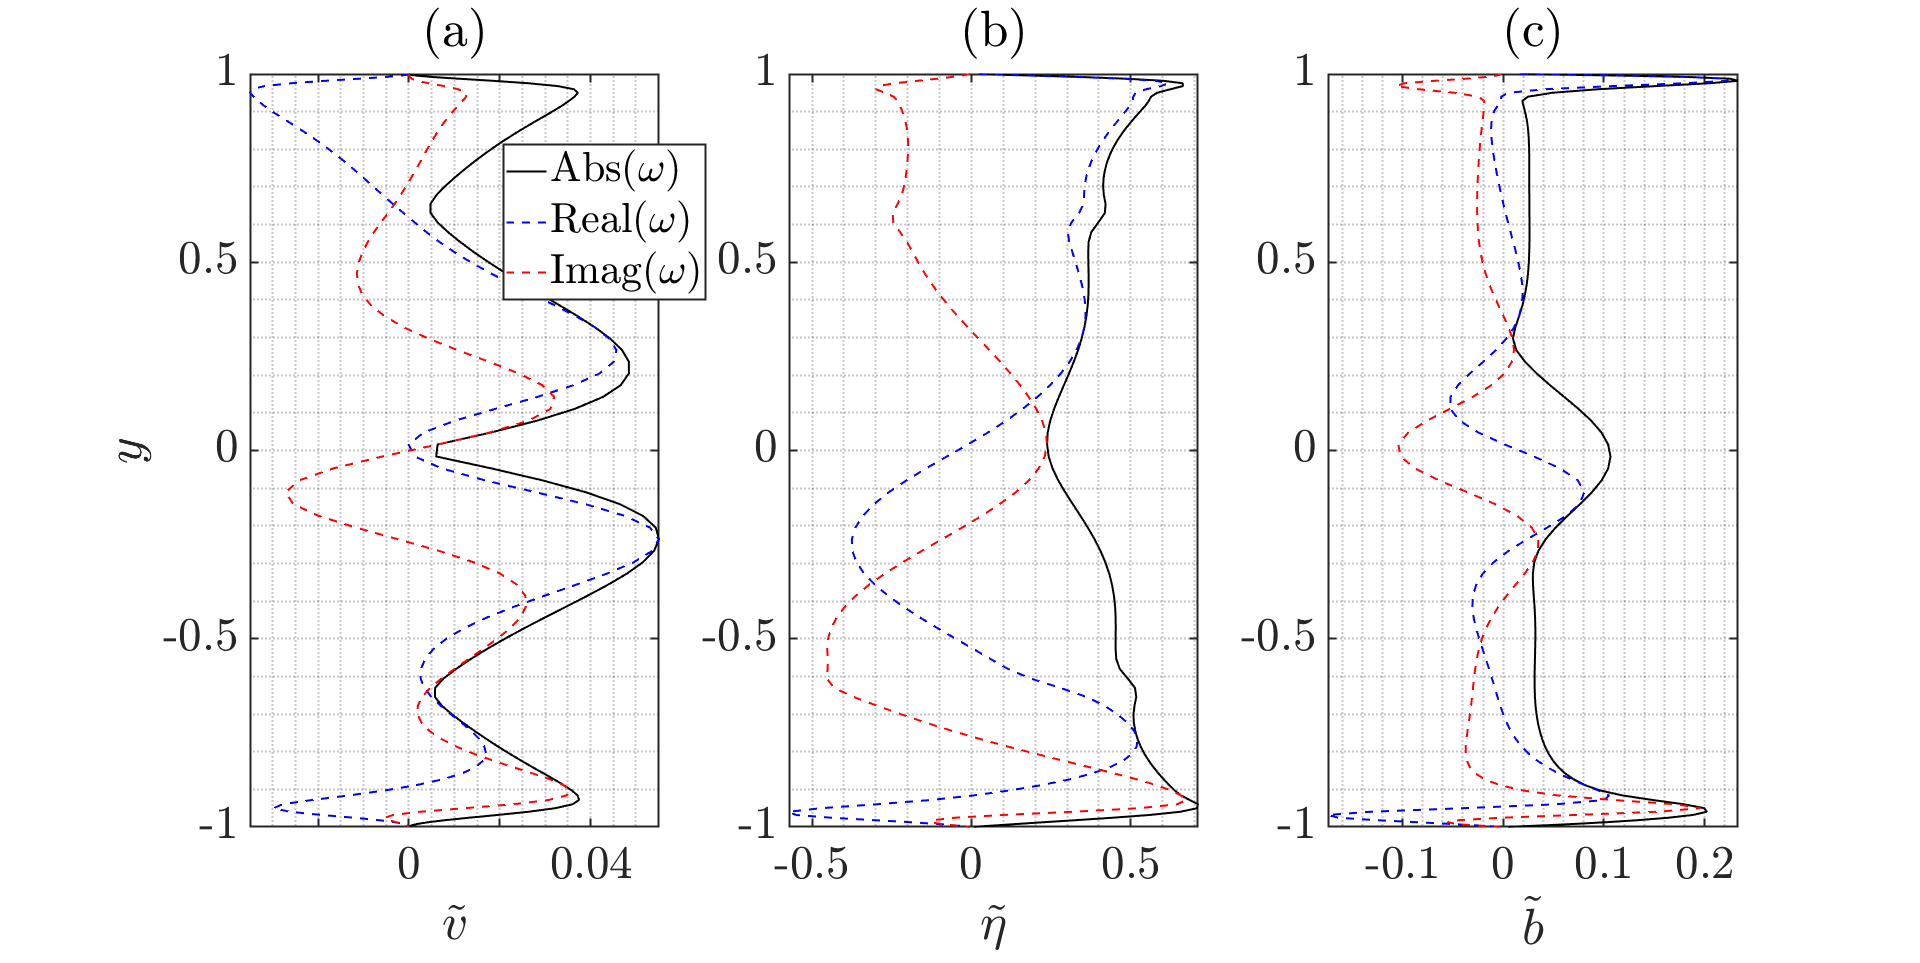 (a) (b) (c)
1 1 1
Abs(ω)
Real(ω)
Imag(ω)
0.5 0.5 0.5
y 0 0 0
-0.5 -0.5 -0.5
-1 -1 -1
0 0.04 -0.5 0 0.5 -0.1 0 0.1 0.2
ṽ η̃ b̃